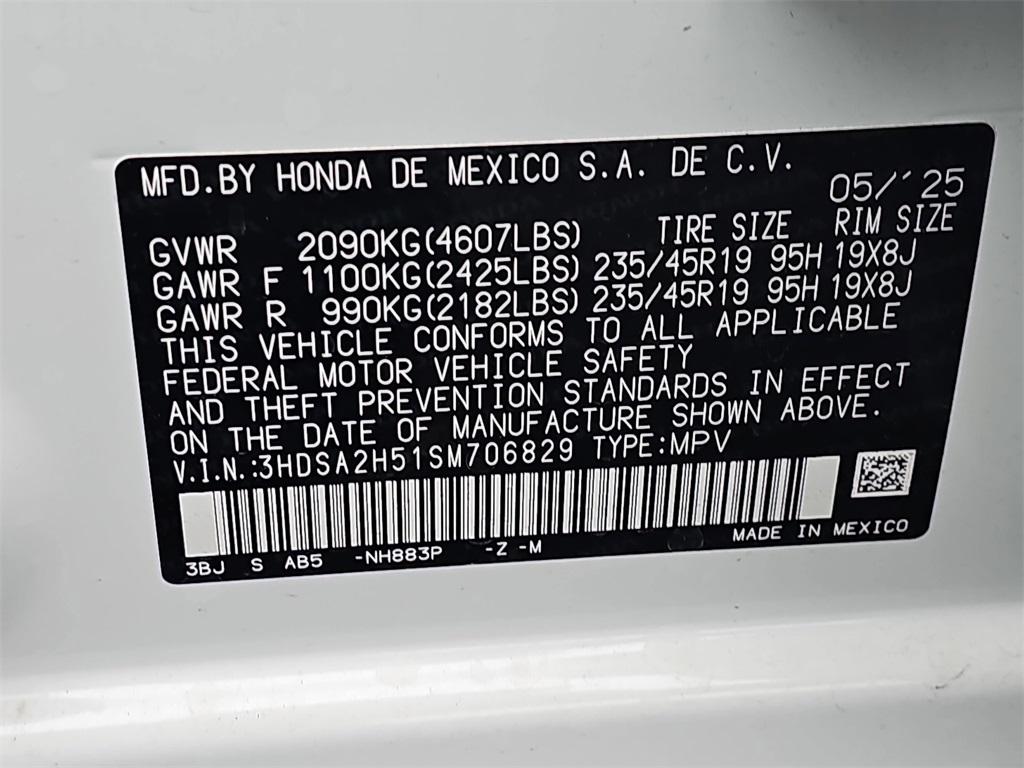 MFD.BY HONDA DE MEXICO S.A. DE C.V.
05/'25
GVWR 2090KG(4607LBS) TIRE SIZE RIM SIZE
GAWR F 1100KG(2425LBS) 235/45R19 95H 19X8J
GAWR R 990KG(2182LBS) 235/45R19 95H 19X8J
THIS VEHICLE CONFORMS TO ALL APPLICABLE
FEDERAL MOTOR VEHICLE SAFETY
AND THEFT PREVENTION STANDARDS IN EFFECT
ON THE DATE OF MANUFACTURE SHOWN ABOVE.
V.I.N.:3HDSA2H51SM706829 TYPE:MPV
3BJ S AB5 -NH883P -Z -M
MADE IN MEXICO